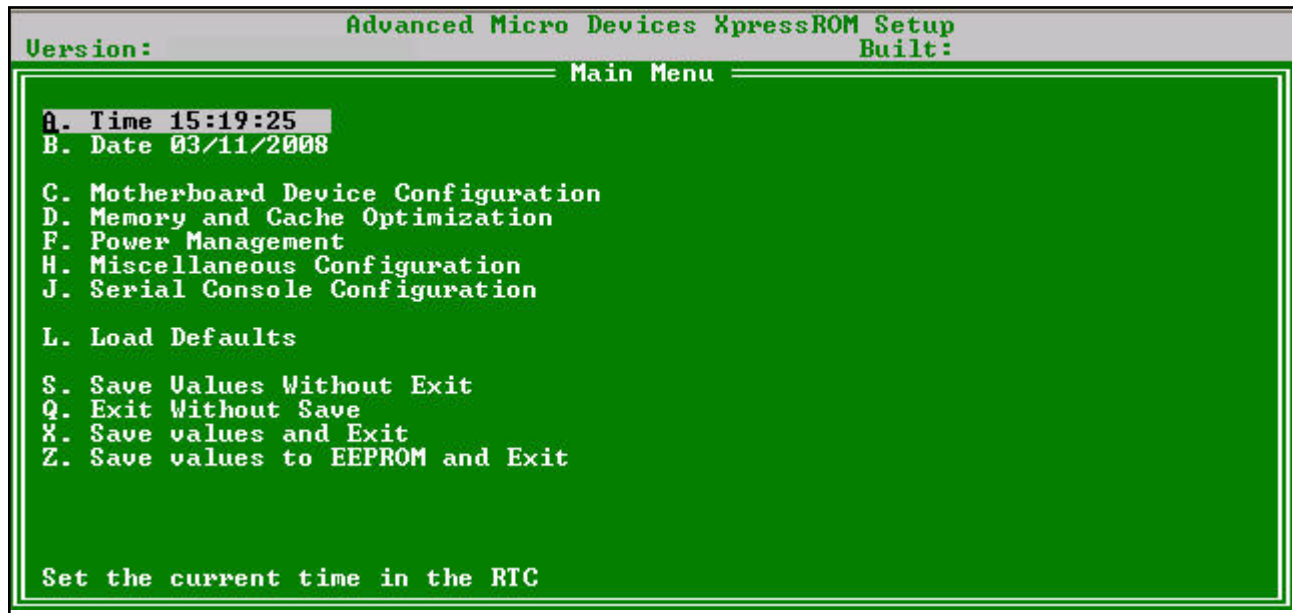 Advanced Micro Devices XpressROM Setup
Version: Built:
Main Menu
A. Time 15:19:25
B. Date 03/11/2008
C. Motherboard Device Configuration
D. Memory and Cache Optimization
F. Power Management
H. Miscellaneous Configuration
J. Serial Console Configuration
L. Load Defaults
S. Save Values Without Exit
Q. Exit Without Save
X. Save values and Exit
Z. Save values to EEPROM and Exit
Set the current time in the RTC